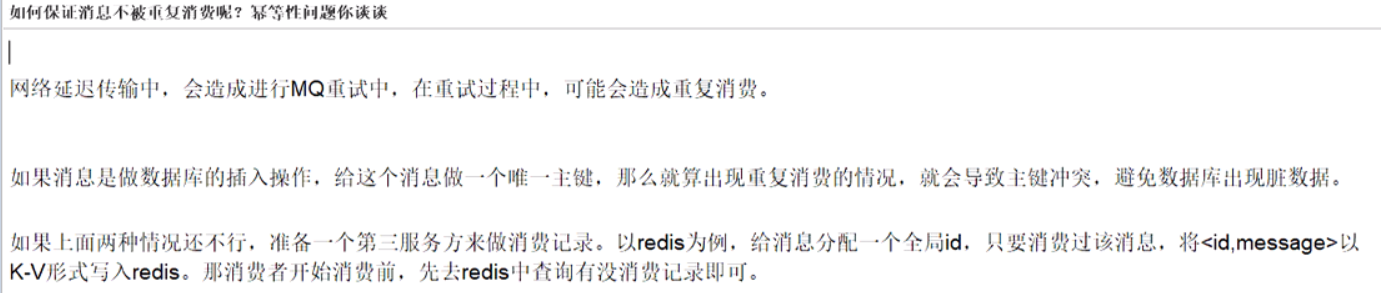 如何保证消息不被重复消费呢？幂等性问题你谈谈
网络延迟传输中，会造成进行MQ重试中，在重试过程中，可能会造成重复消费。
如果消息是做数据库的插入操作，给这个消息做一个唯一主键，那么就算出现重复消费的情况，就会导致主键冲突，避免数据库出现脏数据。
如果上面两种情况还不行，准备一个第三服务方来做消费记录。以redis为例，给消息分配一个全局id，只要消费过该消息，将<id,message>以
K-V形式写入redis。那消费者开始消费前，先去redis中查询有没消费记录即可。